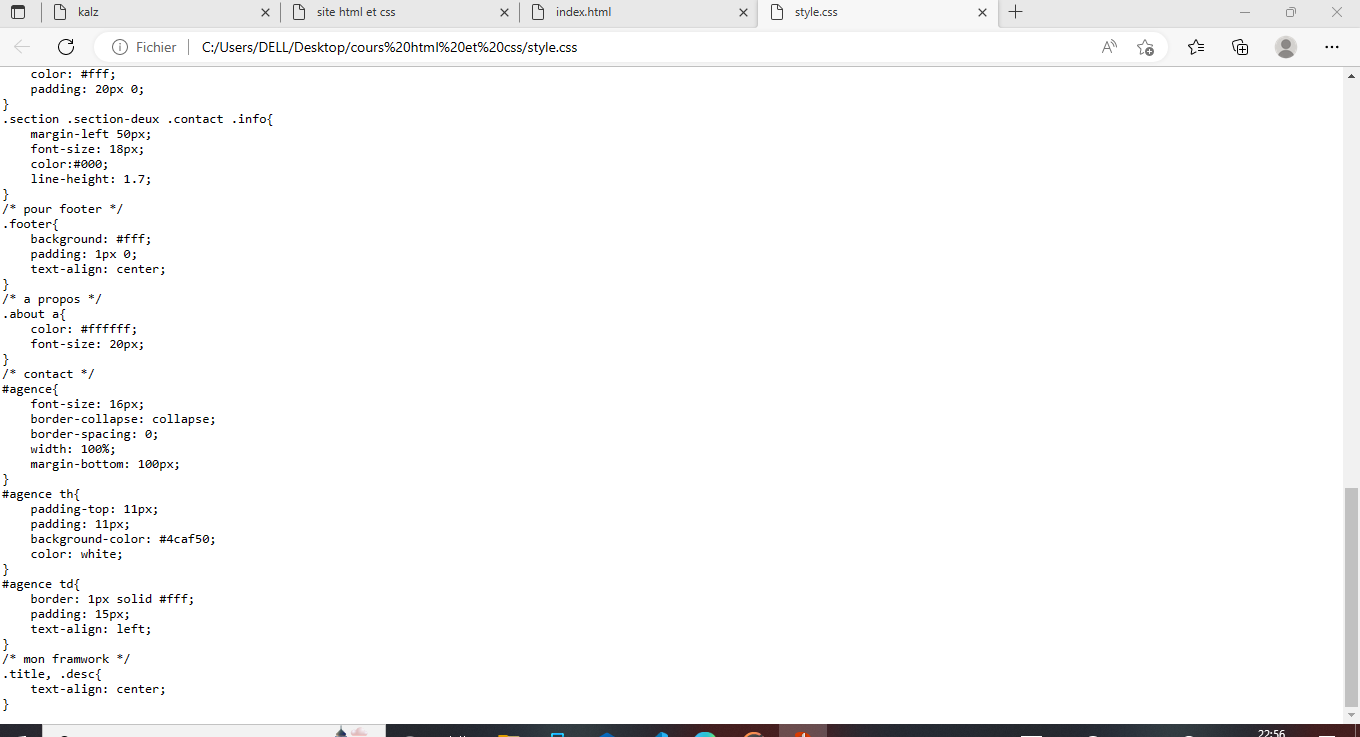 kalz
site html et css
index.html
style.css
Fichier
C:/Users/DELL/Desktop/cours%20html%20et%20css/style.css
color: #fff;
padding: 20px 0;
}
.section .section-deux .contact .info{
margin-left 50px;
font-size: 18px;
color:#000;
line-height: 1.7;
}
/* pour footer */
.footer{
background: #fff;
padding: 1px 0;
text-align: center;
}
/* a propos */
.about a{
color: #ffffff;
font-size: 20px;
}
/* contact */
#agence{
font-size: 16px;
border-collapse: collapse;
border-spacing: 0;
width: 100%;
margin-bottom: 100px;
}
#agence th{
padding-top: 11px;
padding: 11px;
background-color: #4caf50;
color: white;
}
#agence td{
border: 1px solid #fff;
padding: 15px;
text-align: left;
}
/* mon framwork */
.title, .desc{
text-align: center;
}
22:56